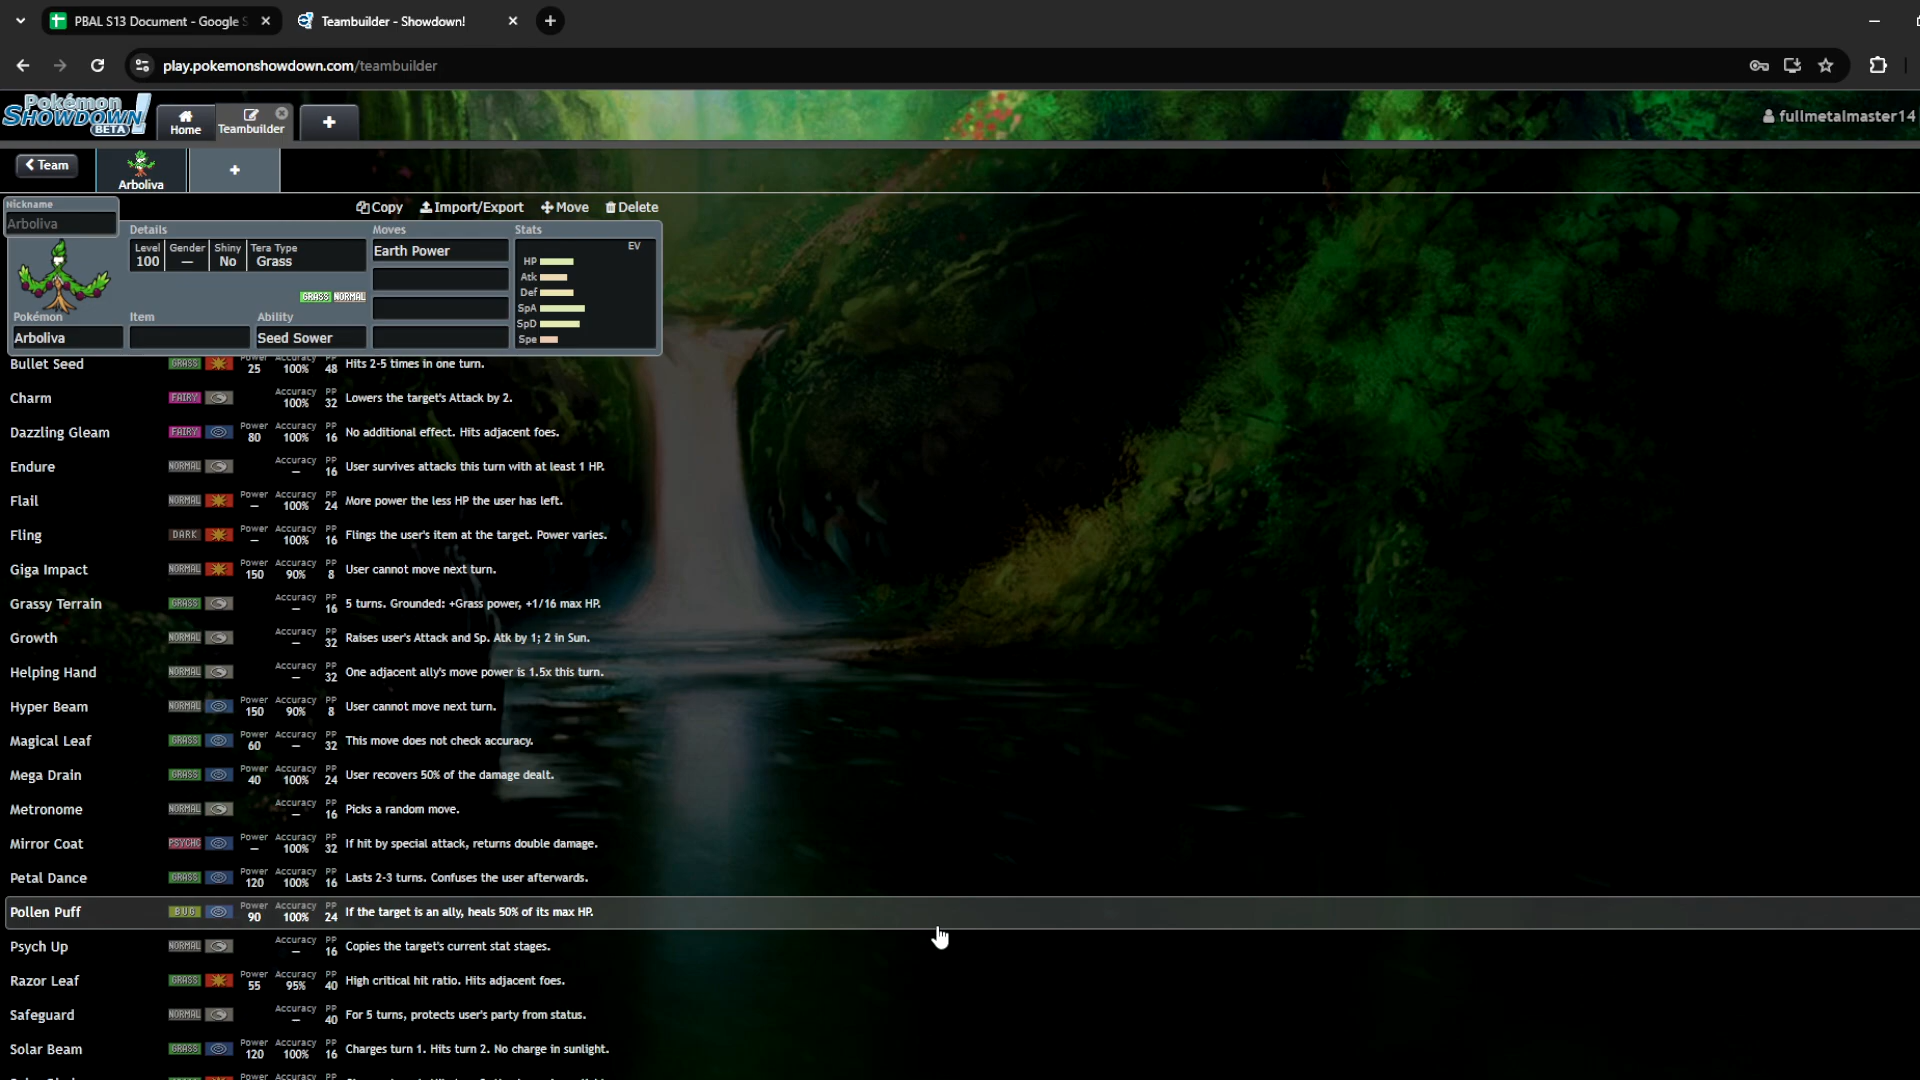 PBAL S13 Document - Google S
Teambuilder - Showdown!
play.pokemonshowdown.com/teambuilder
Pokémon
Showdown!
BETA
Home
Teambuilder
fullmetalmaster14
Team
Arboliva
Nickname
Arboliva
Copy Import/Export Move Delete
Details
Level
100
Gender
—
Shiny
No
Tera Type
Grass
GRASS NORMAL
Pokémon
Arboliva
Item
Ability
Seed Sower
Moves
Earth Power
Stats
EV
HP
Atk
Def
SpA
SpD
Spe
Bullet Seed GRASS Power 25 Accuracy 100% PP 48 Hits 2-5 times in one turn.
Charm FAIRY Accuracy 100% PP 32 Lowers the target's Attack by 2.
Dazzling Gleam FAIRY Power 80 Accuracy 100% PP 16 No additional effect. Hits adjacent foes.
Endure NORMAL Accuracy — PP 16 User survives attacks this turn with at least 1 HP.
Flail NORMAL Power — Accuracy 100% PP 24 More power the less HP the user has left.
Fling DARK Power — Accuracy 100% PP 16 Flings the user's item at the target. Power varies.
Giga Impact NORMAL Power 150 Accuracy 90% PP 8 User cannot move next turn.
Grassy Terrain GRASS Accuracy — PP 16 5 turns. Grounded: +Grass power, +1/16 max HP.
Growth NORMAL Accuracy — PP 32 Raises user's Attack and Sp. Atk by 1; 2 in Sun.
Helping Hand NORMAL Accuracy — PP 32 One adjacent ally's move power is 1.5x this turn.
Hyper Beam NORMAL Power 150 Accuracy 90% PP 8 User cannot move next turn.
Magical Leaf GRASS Power 60 Accuracy — PP 32 This move does not check accuracy.
Mega Drain GRASS Power 40 Accuracy 100% PP 24 User recovers 50% of the damage dealt.
Metronome NORMAL Accuracy — PP 16 Picks a random move.
Mirror Coat PSYCHC Power — Accuracy 100% PP 32 If hit by special attack, returns double damage.
Petal Dance GRASS Power 120 Accuracy 100% PP 16 Lasts 2-3 turns. Confuses the user afterwards.
Pollen Puff BUG Power 90 Accuracy 100% PP 24 If the target is an ally, heals 50% of its max HP.
Psych Up NORMAL Accuracy — PP 16 Copies the target's current stat stages.
Razor Leaf GRASS Power 55 Accuracy 95% PP 40 High critical hit ratio. Hits adjacent foes.
Safeguard NORMAL Accuracy — PP 40 For 5 turns, protects user's party from status.
Solar Beam GRASS Power 120 Accuracy 100% PP 16 Charges turn 1. Hits turn 2. No charge in sunlight.
Power Accuracy PP